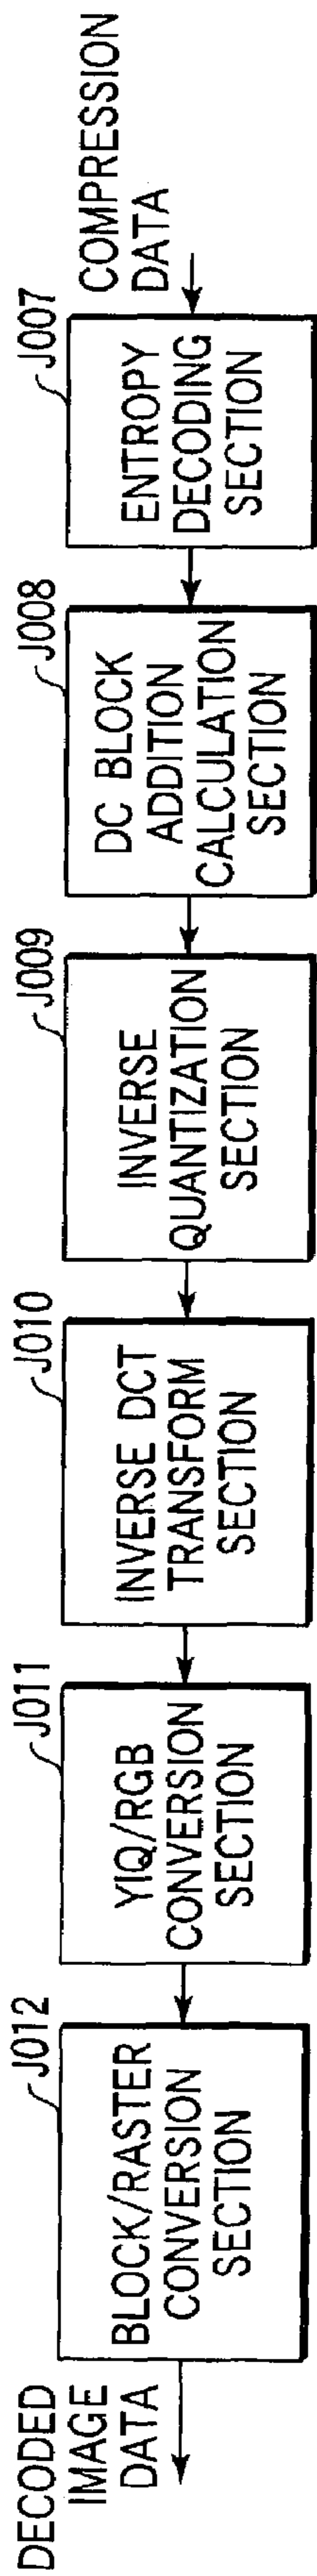 DECODED
IMAGE
DATA
J012
BLOCK/RASTER
CONVERSION
SECTION
J011
YIQ/RGB
CONVERSION
SECTION
J010
INVERSE DCT
TRANSFORM
SECTION
J009
INVERSE
QUANTIZATION
SECTION
J008
DC BLOCK
ADDITION
CALCULATION
SECTION
J007
ENTROPY
DECODING
SECTION
COMPRESSION
DATA